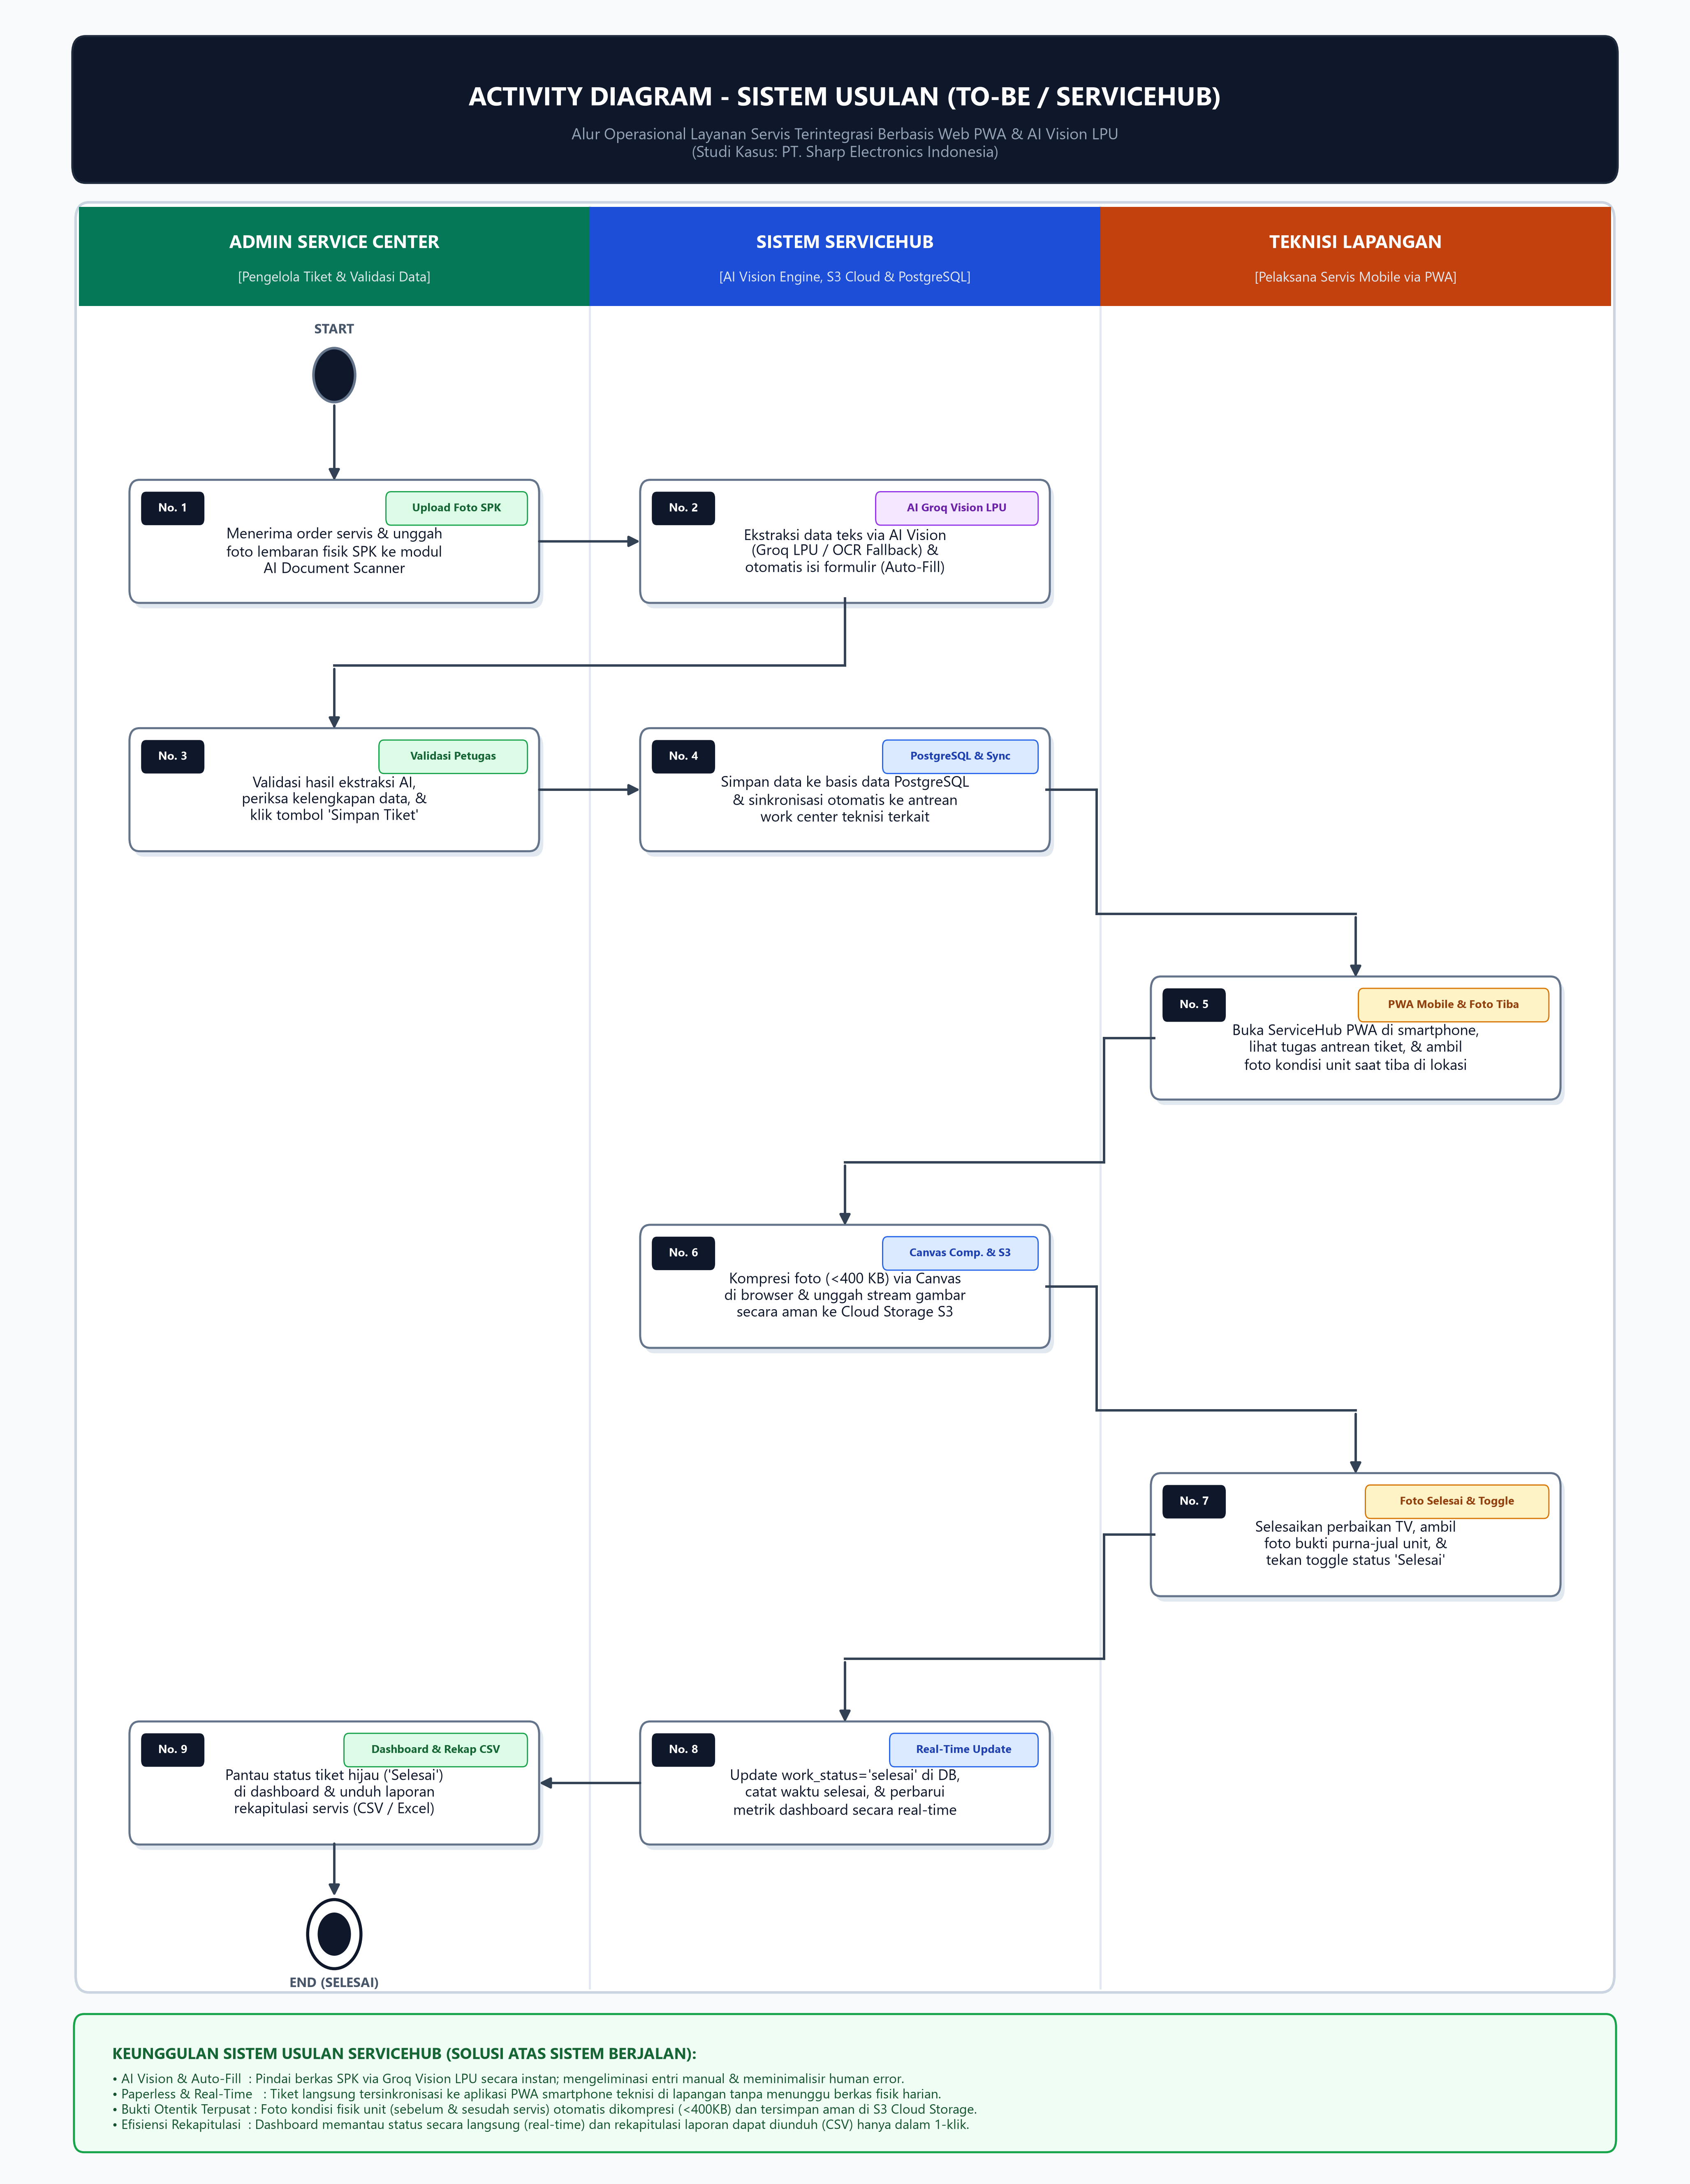 ACTIVITY DIAGRAM - SISTEM USULAN (TO-BE / SERVICEHUB)
Alur Operasional Layanan Servis Terintegrasi Berbasis Web PWA & AI Vision LPU
(Studi Kasus: PT. Sharp Electronics Indonesia)
ADMIN SERVICE CENTER
[Pengelola Tiket & Validasi Data]
SISTEM SERVICEHUB
[AI Vision Engine, S3 Cloud & PostgreSQL]
TEKNISI LAPANGAN
[Pelaksana Servis Mobile via PWA]
START
No. 1
Upload Foto SPK
Menerima order servis & unggah
foto lembaran fisik SPK ke modul
AI Document Scanner
No. 2
AI Groq Vision LPU
Ekstraksi data teks via AI Vision
(Groq LPU / OCR Fallback) &
otomatis isi formulir (Auto-Fill)
No. 3
Validasi Petugas
Validasi hasil ekstraksi AI,
periksa kelengkapan data, &
klik tombol 'Simpan Tiket'
No. 4
PostgreSQL & Sync
Simpan data ke basis data PostgreSQL
& sinkronisasi otomatis ke antrean
work center teknisi terkait
No. 5
PWA Mobile & Foto Tiba
Buka ServiceHub PWA di smartphone,
lihat tugas antrean tiket, & ambil
foto kondisi unit saat tiba di lokasi
No. 6
Canvas Comp. & S3
Kompresi foto (<400 KB) via Canvas
di browser & unggah stream gambar
secara aman ke Cloud Storage S3
No. 7
Foto Selesai & Toggle
Selesaikan perbaikan TV, ambil
foto bukti purna-jual unit, &
tekan toggle status 'Selesai'
No. 9
Dashboard & Rekap CSV
Pantau status tiket hijau ('Selesai')
di dashboard & unduh laporan
rekapitulasi servis (CSV / Excel)
No. 8
Real-Time Update
Update work_status='selesai' di DB,
catat waktu selesai, & perbarui
metrik dashboard secara real-time
END (SELESAI)
KEUNGGULAN SISTEM USULAN SERVICEHUB (SOLUSI ATAS SISTEM BERJALAN):
• AI Vision & Auto-Fill : Pindai berkas SPK via Groq Vision LPU secara instan; mengeliminasi entri manual & meminimalisir human error.
• Paperless & Real-Time : Tiket langsung tersinkronisasi ke aplikasi PWA smartphone teknisi di lapangan tanpa menunggu berkas fisik harian.
• Bukti Otentik Terpusat : Foto kondisi fisik unit (sebelum & sesudah servis) otomatis dikompresi (<400KB) dan tersimpan aman di S3 Cloud Storage.
• Efisiensi Rekapitulasi : Dashboard memantau status secara langsung (real-time) dan rekapitulasi laporan dapat diunduh (CSV) hanya dalam 1-klik.